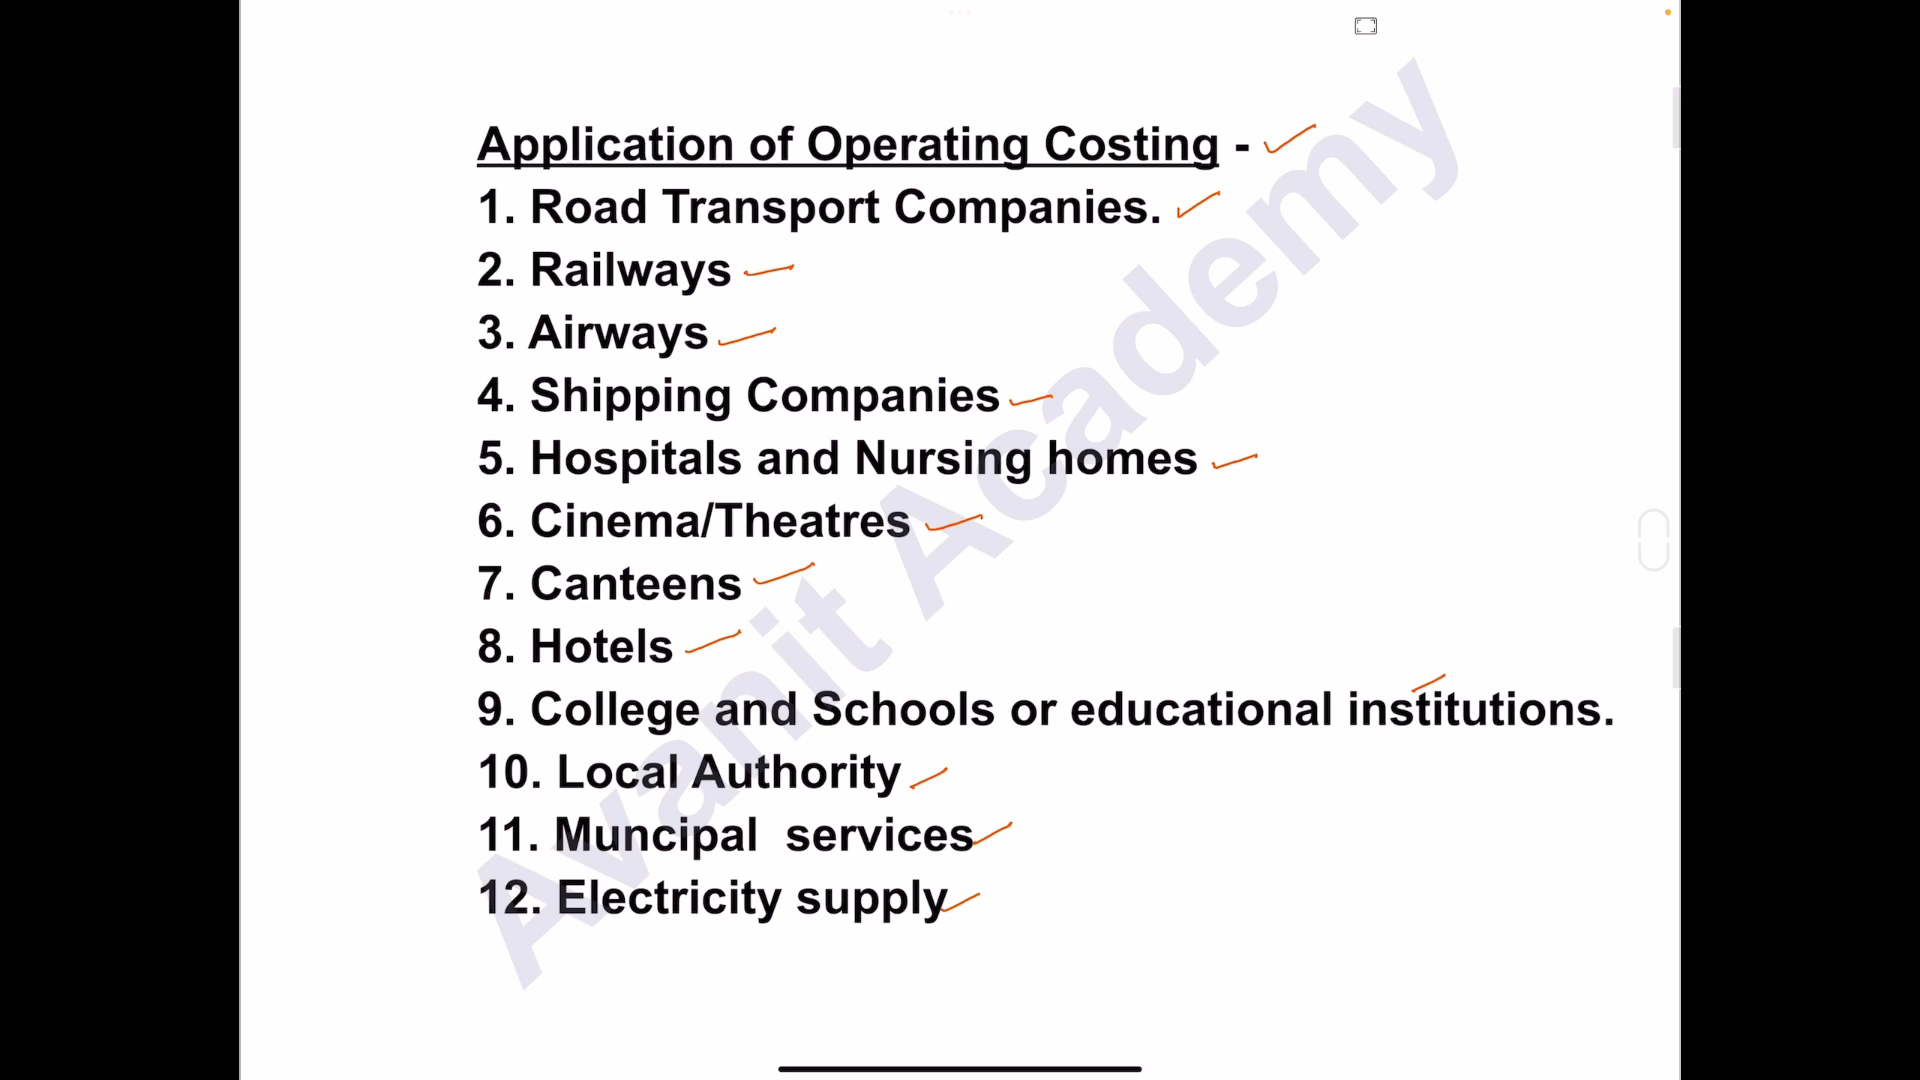 Application of Operating Costing -
1. Road Transport Companies.
2. Railways
3. Airways
4. Shipping Companies
5. Hospitals and Nursing homes
6. Cinema/Theatres
7. Canteens
8. Hotels
9. College and Schools or educational institutions.
10. Local Authority
11. Muncipal  services
12. Electricity supply
Avanit Academy